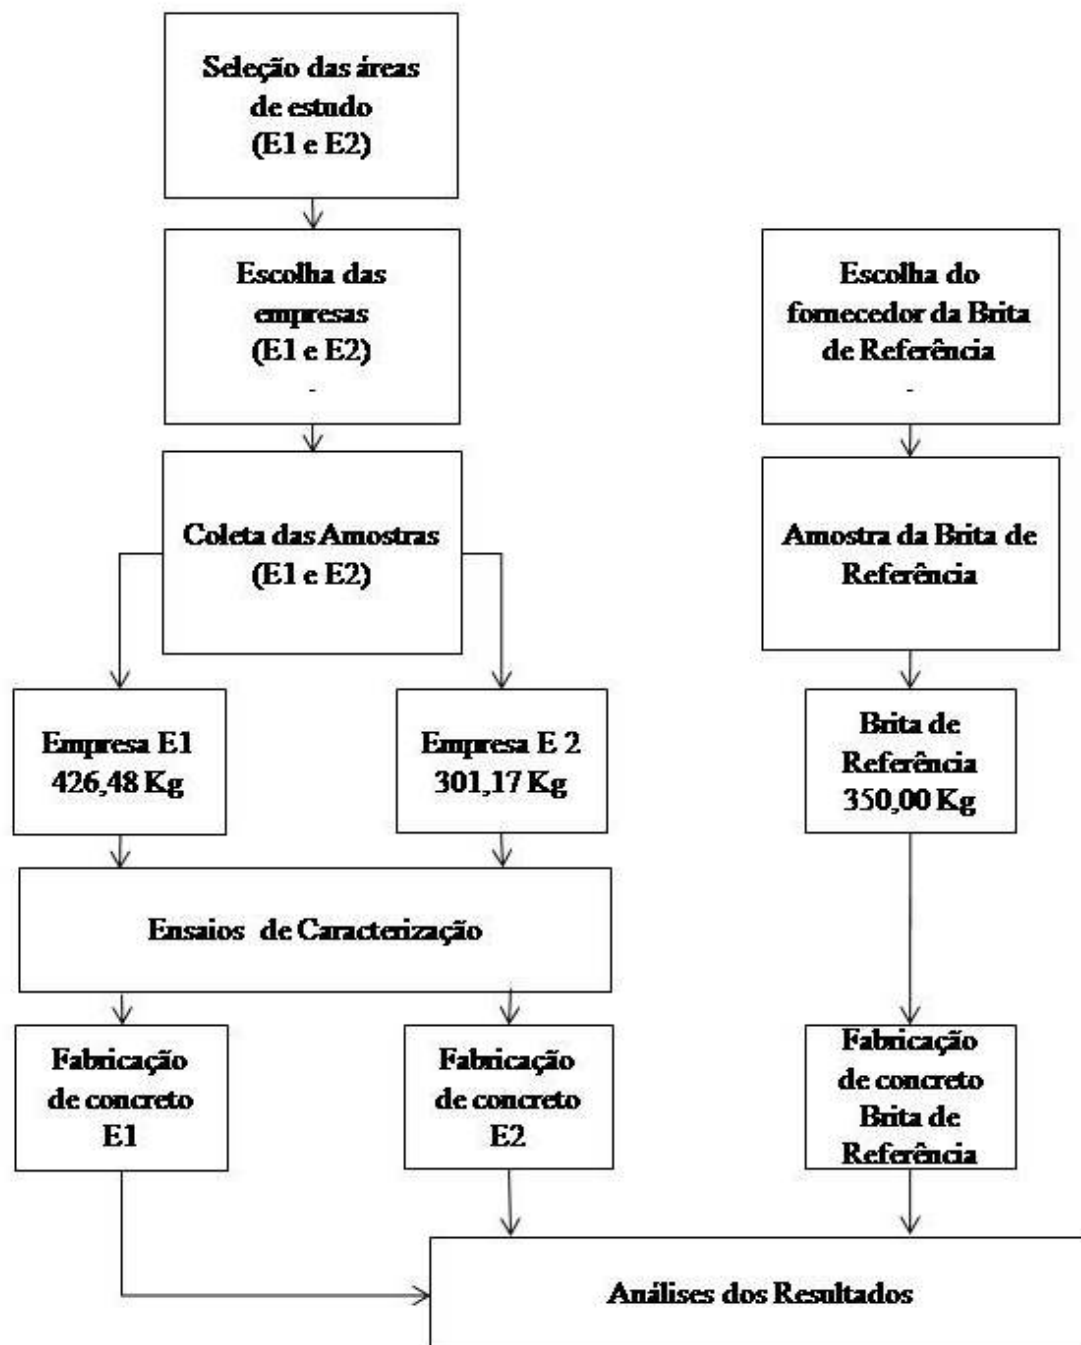 Seleção das áreas
de estudo
(E1 e E2)
Escolha das
empresas
(E1 e E2)
-
Escolha do
fornecedor da Brita
de Referência
-
Coleta das Amostras
(E1 e E2)
Amostra da Brita de
Referência
Empresa E1
426,48 Kg
Empresa E 2
301,17 Kg
Brita de
Referência
350,00 Kg
Ensaios de Caracterização
Fabricação
de concreto
E1
Fabricação
de concreto
E2
Fabricação
de concreto
Brita de
Referência
Análises dos Resultados